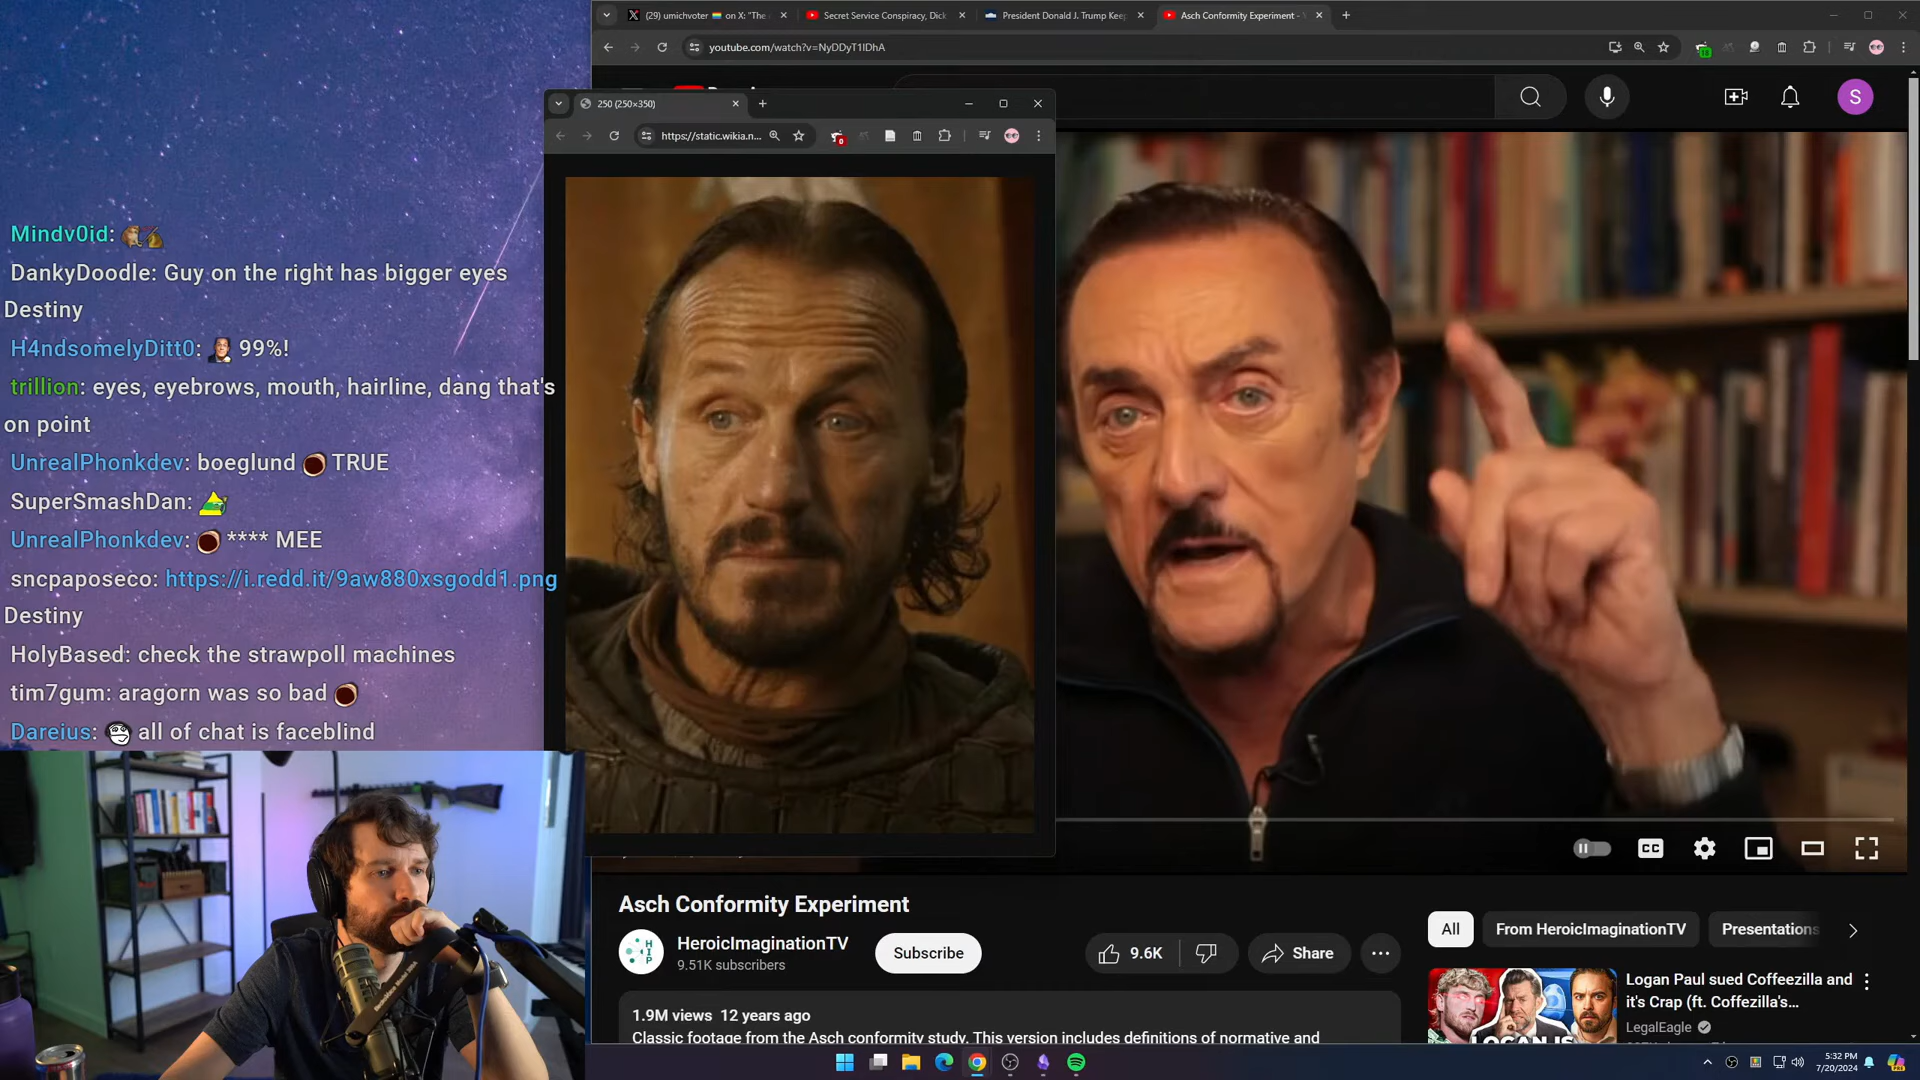 (29) umichvoter on X: "The
Secret Service Conspiracy, Dick
President Donald J. Trump Keep
Asch Conformity Experiment -
youtube.com/watch?v=NyDDyT1IDhA
S
250 (250×350)
https://static.wikia.n...
0
Mindv0id:
DankyDoodle: Guy on the right has bigger eyes
Destiny
H4ndsomelyDitt0: 99%!
trillion: eyes, eyebrows, mouth, hairline, dang that's
on point
UnrealPhonkdev: boeglund TRUE
SuperSmashDan:
UnrealPhonkdev: **** MEE
sncpaposeco: https://i.redd.it/9aw880xsgodd1.png
Destiny
HolyBased: check the strawpoll machines
tim7gum: aragorn was so bad
Dareius: all of chat is faceblind
CC
Asch Conformity Experiment
HeroicImaginationTV
9.51K subscribers
Subscribe
9.6K
Share
H I P
1.9M views 12 years ago
Classic footage from the Asch conformity study. This version includes definitions of normative and
All
From HeroicImaginationTV
Presentations
Logan Paul sued Coffeezilla and
it's Crap (ft. Coffezilla's...
LegalEagle
LOGAN IS
5:32 PM
7/20/2024